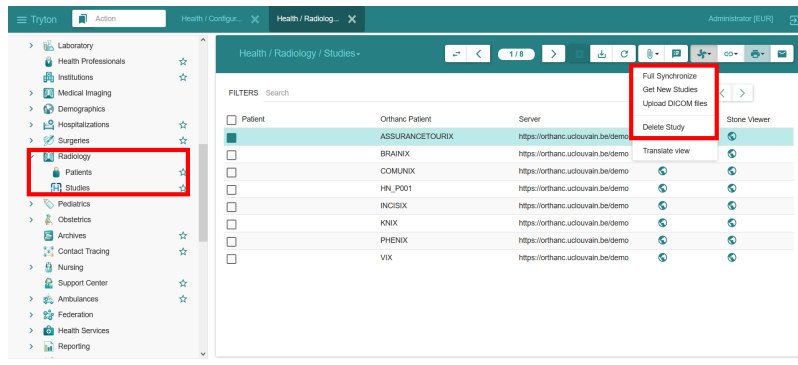 Tryton
Action
Health / Configur...
Health / Radiolog...
Administrator [EUR]
Laboratory
Health Professionals
Institutions
Medical Imaging
Demographics
Hospitalizations
Surgeries
Radiology
Patients
Studies
Pediatrics
Obstetrics
Archives
Contact Tracing
Nursing
Support Center
Ambulances
Federation
Health Services
Reporting
Health / Radiology / Studies
1/8
FILTERS Search
Full Synchronize
Get New Studies
Upload DICOM files
Delete Study
Translate view
Patient Orthanc Patient Server Stone Viewer
ASSURANCETOURIX https://orthanc.uclouvain.be/demo
BRAINIX https://orthanc.uclouvain.be/demo
COMUNIX https://orthanc.uclouvain.be/demo
HN_P001 https://orthanc.uclouvain.be/demo
INCISIX https://orthanc.uclouvain.be/demo
KNIX https://orthanc.uclouvain.be/demo
PHENIX https://orthanc.uclouvain.be/demo
VIX https://orthanc.uclouvain.be/demo